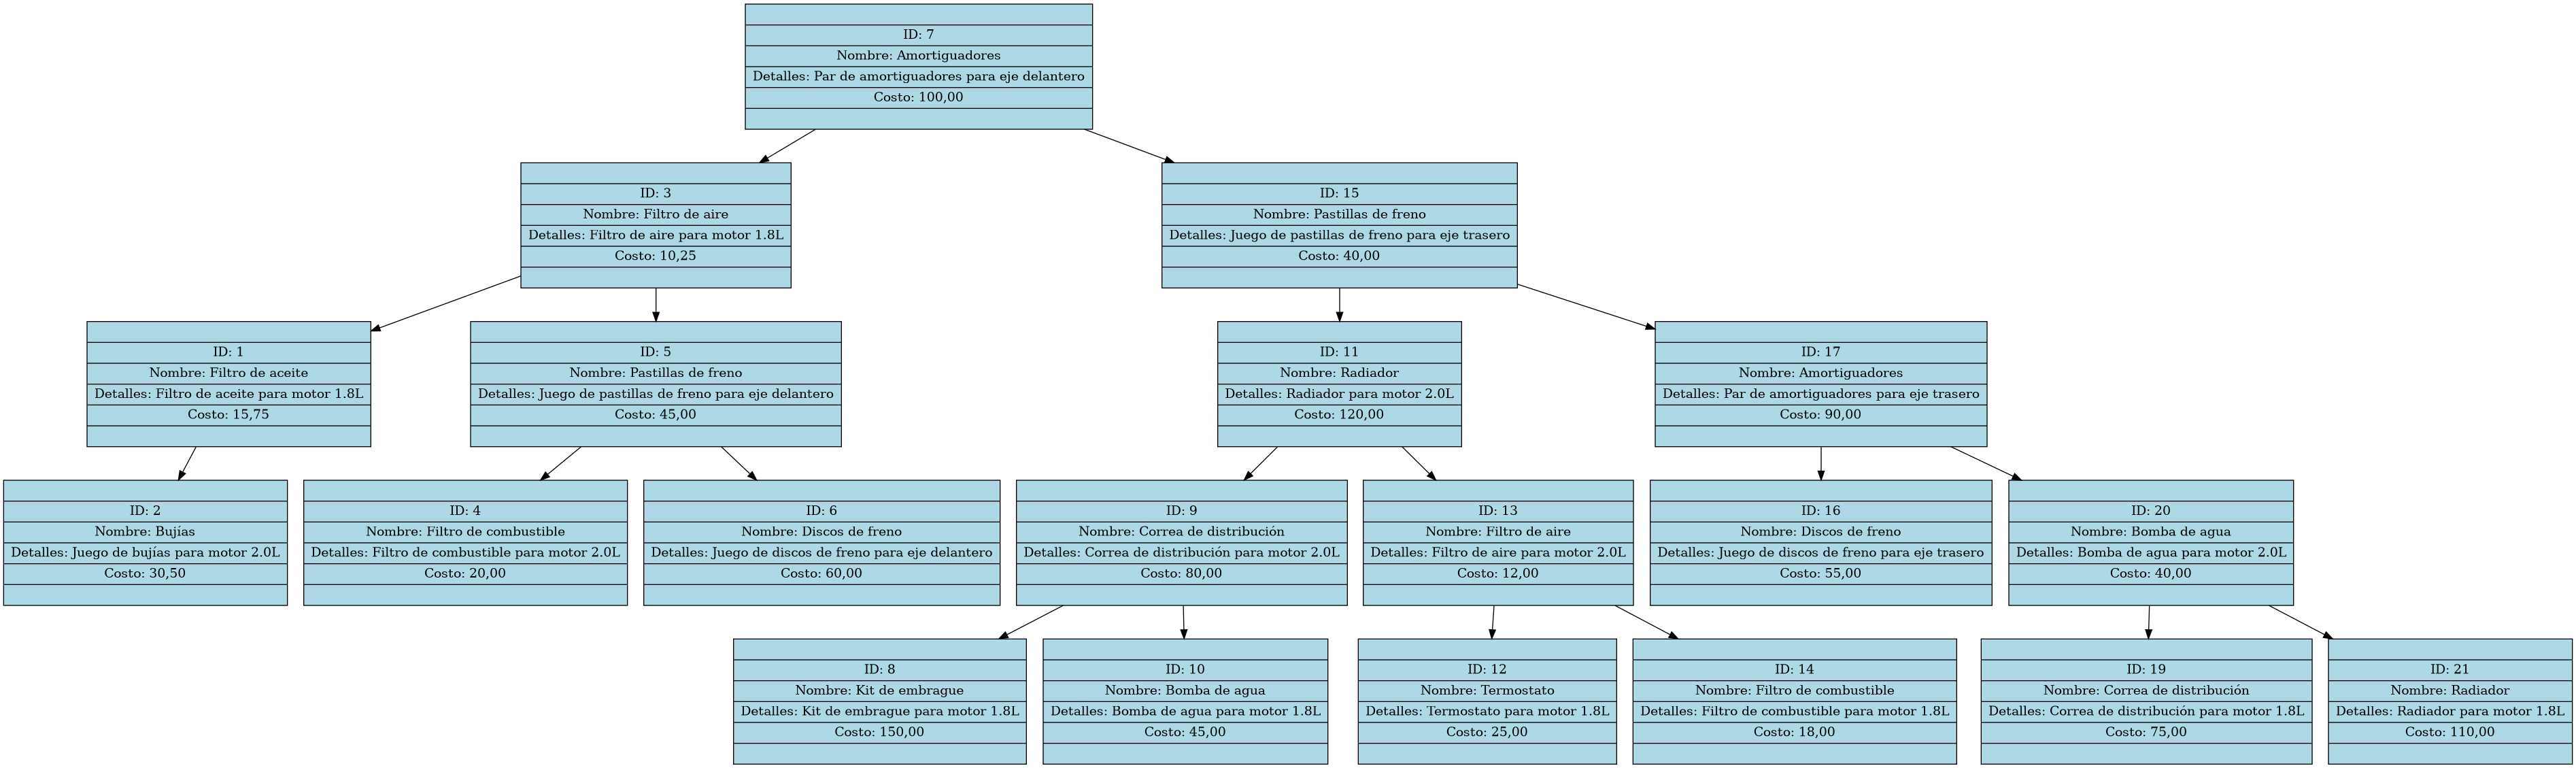 ID: 7
Nombre: Amortiguadores
Detalles: Par de amortiguadores para eje delantero
Costo: 100,00
ID: 3
Nombre: Filtro de aire
Detalles: Filtro de aire para motor 1.8L
Costo: 10,25
ID: 15
Nombre: Pastillas de freno
Detalles: Juego de pastillas de freno para eje trasero
Costo: 40,00
ID: 1
Nombre: Filtro de aceite
Detalles: Filtro de aceite para motor 1.8L
Costo: 15,75
ID: 5
Nombre: Pastillas de freno
Detalles: Juego de pastillas de freno para eje delantero
Costo: 45,00
ID: 11
Nombre: Radiador
Detalles: Radiador para motor 2.0L
Costo: 120,00
ID: 17
Nombre: Amortiguadores
Detalles: Par de amortiguadores para eje trasero
Costo: 90,00
ID: 2
Nombre: Bujías
Detalles: Juego de bujías para motor 2.0L
Costo: 30,50
ID: 4
Nombre: Filtro de combustible
Detalles: Filtro de combustible para motor 2.0L
Costo: 20,00
ID: 6
Nombre: Discos de freno
Detalles: Juego de discos de freno para eje delantero
Costo: 60,00
ID: 9
Nombre: Correa de distribución
Detalles: Correa de distribución para motor 2.0L
Costo: 80,00
ID: 13
Nombre: Filtro de aire
Detalles: Filtro de aire para motor 2.0L
Costo: 12,00
ID: 16
Nombre: Discos de freno
Detalles: Juego de discos de freno para eje trasero
Costo: 55,00
ID: 20
Nombre: Bomba de agua
Detalles: Bomba de agua para motor 2.0L
Costo: 40,00
ID: 8
Nombre: Kit de embrague
Detalles: Kit de embrague para motor 1.8L
Costo: 150,00
ID: 10
Nombre: Bomba de agua
Detalles: Bomba de agua para motor 1.8L
Costo: 45,00
ID: 12
Nombre: Termostato
Detalles: Termostato para motor 1.8L
Costo: 25,00
ID: 14
Nombre: Filtro de combustible
Detalles: Filtro de combustible para motor 1.8L
Costo: 18,00
ID: 19
Nombre: Correa de distribución
Detalles: Correa de distribución para motor 1.8L
Costo: 75,00
ID: 21
Nombre: Radiador
Detalles: Radiador para motor 1.8L
Costo: 110,00